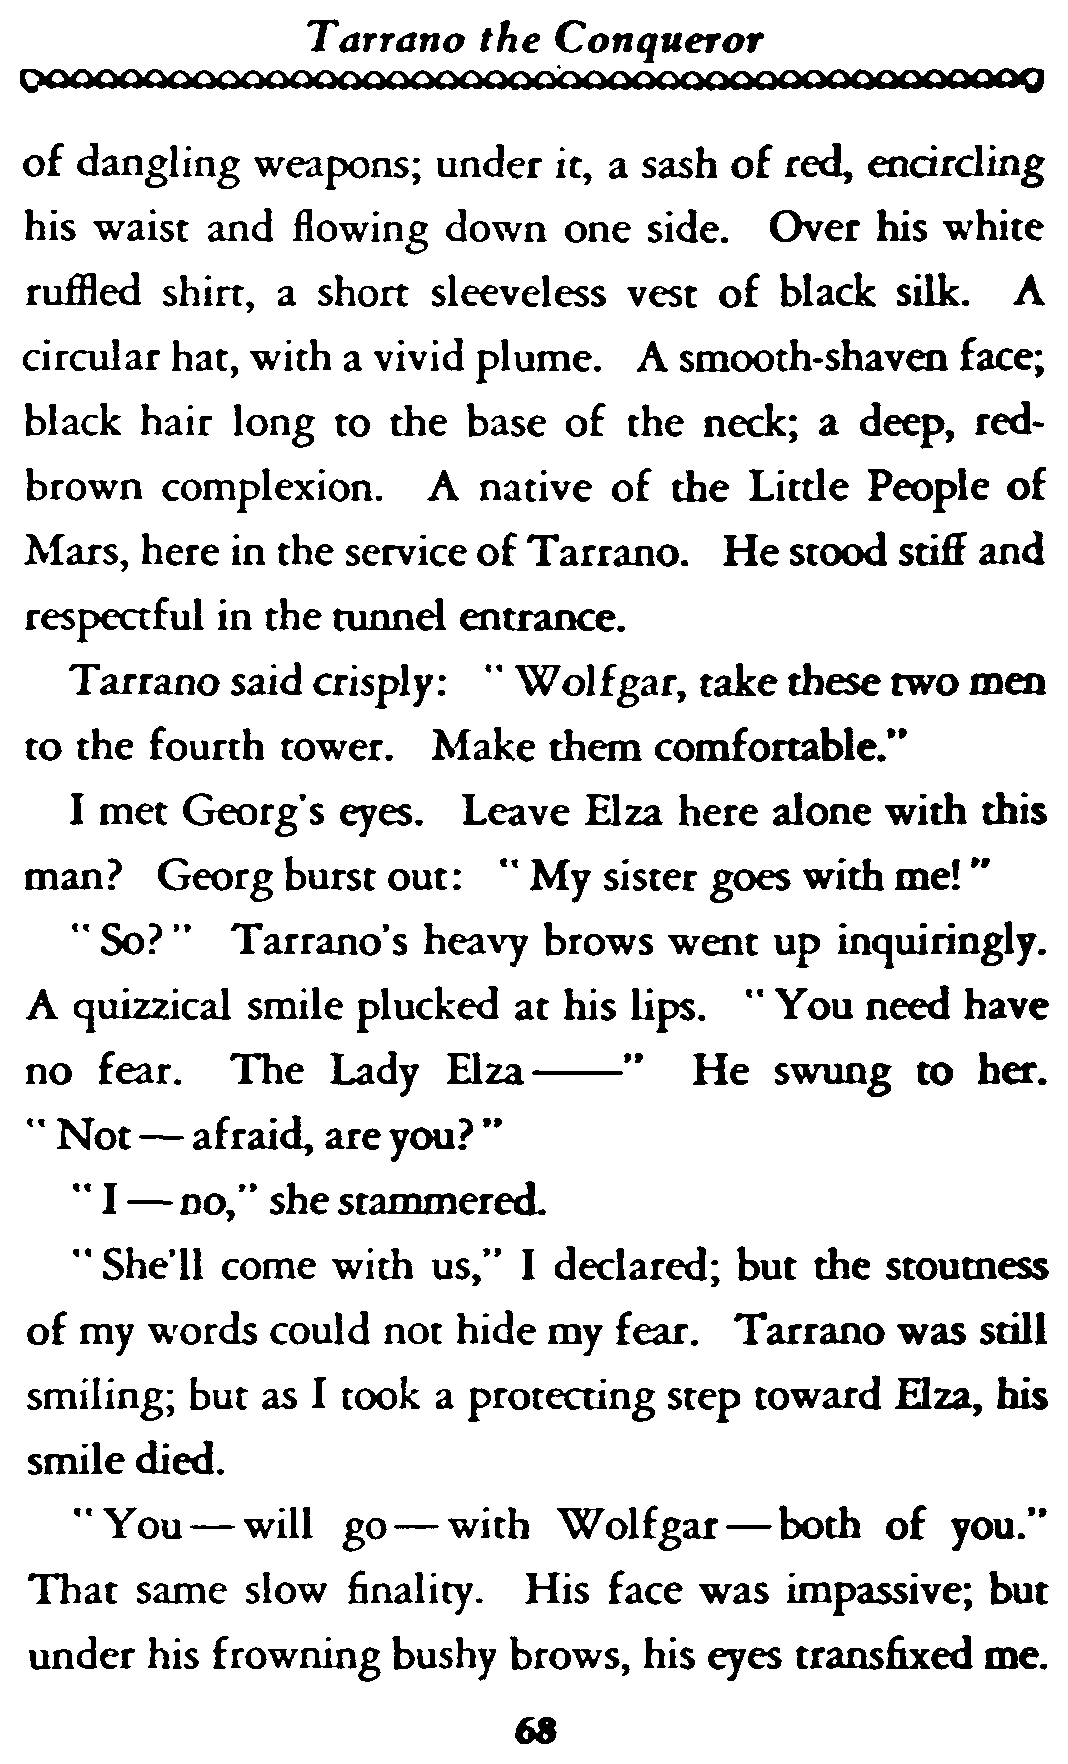 Tarrano the Conqueror
of dangling weapons; under it, a sash of red, encircling
his waist and flowing down one side. Over his white
ruffled shirt, a short sleeveless vest of black silk. A
circular hat, with a vivid plume. A smooth-shaven face;
black hair long to the base of the neck; a deep, red-
brown complexion. A native of the Little People of
Mars, here in the service of Tarrano. He stood stiff and
respectful in the tunnel entrance.
Tarrano said crisply: "Wolfgar, take these two men
to the fourth tower. Make them comfortable."
I met Georg's eyes. Leave Elza here alone with this
man? Georg burst out: "My sister goes with me!"
"So?" Tarrano's heavy brows went up inquiringly.
A quizzical smile plucked at his lips. "You need have
no fear. The Lady Elza——" He swung to her.
"Not—afraid, are you?"
"I—no," she stammered.
"She'll come with us," I declared; but the stoutness
of my words could not hide my fear. Tarrano was still
smiling; but as I took a protecting step toward Elza, his
smile died.
"You—will go—with Wolfgar—both of you."
That same slow finality. His face was impassive; but
under his frowning bushy brows, his eyes transfixed me.
68